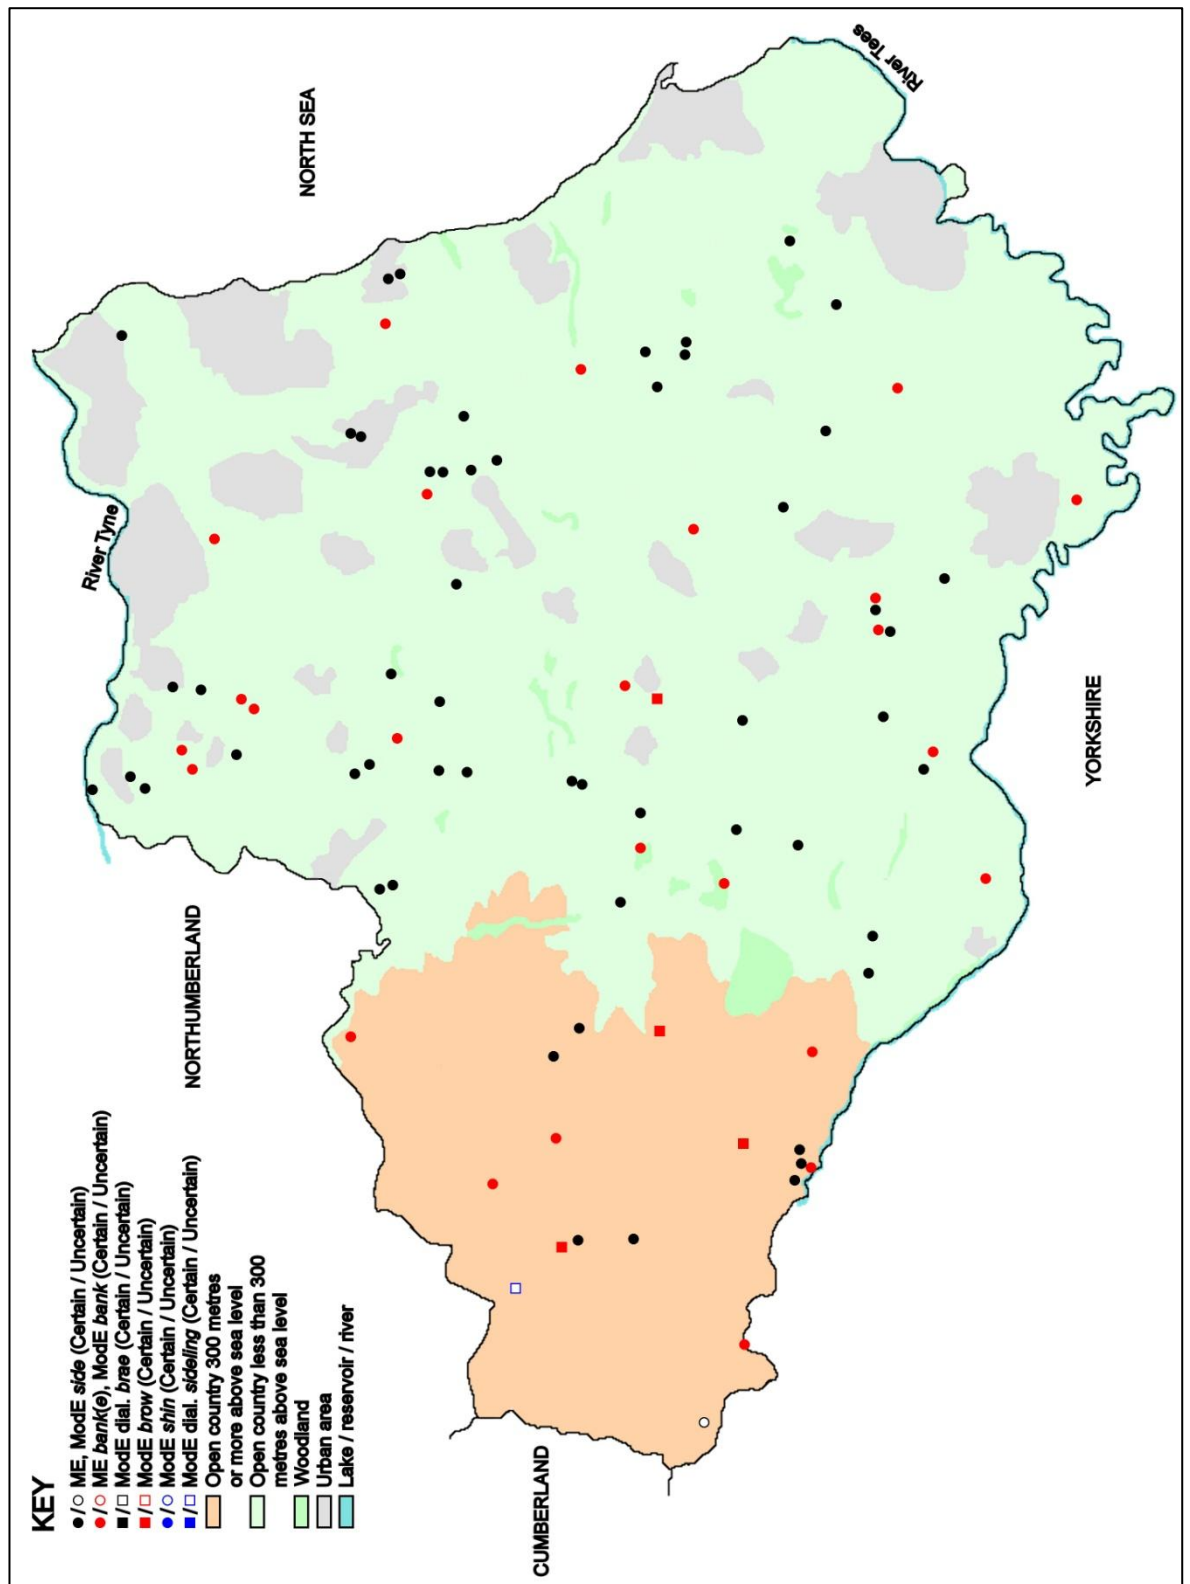 KEY
●/○ ME, ModE side (Certain / Uncertain)
●/○ ME bank(e), ModE bank (Certain / Uncertain)
■/□ ModE dial. brae (Certain / Uncertain)
■/□ ModE brow (Certain / Uncertain)
●/○ ModE shin (Certain / Uncertain)
■/□ ModE dial. sideling (Certain / Uncertain)
Open country 300 metres
or more above sea level
Open country less than 300
metres above sea level
Woodland
Urban area
Lake / reservoir / river
CUMBERLAND
NORTHUMBERLAND
River Tyne
NORTH SEA
River Tees
YORKSHIRE